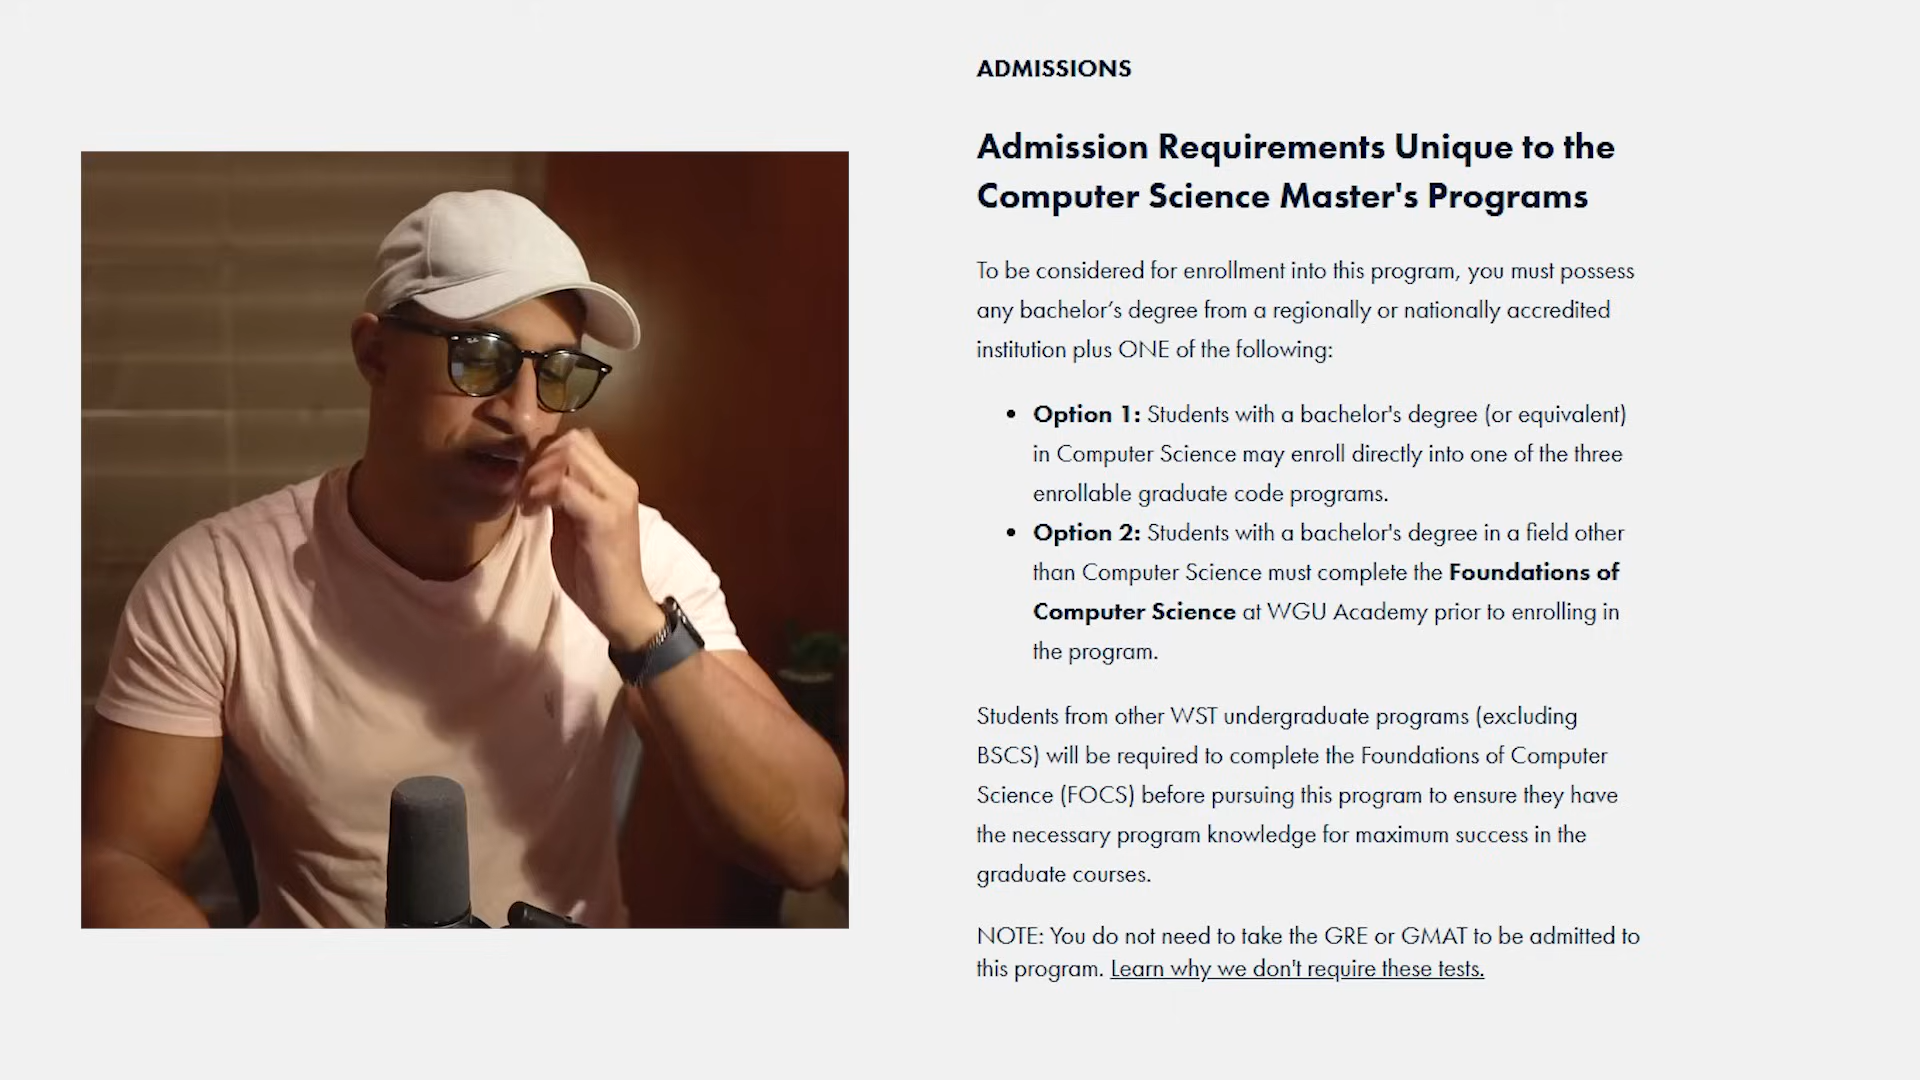 ADMISSIONS
Admission Requirements Unique to the
Computer Science Master's Programs
To be considered for enrollment into this program, you must possess
any bachelor’s degree from a regionally or nationally accredited
institution plus ONE of the following:
• Option 1: Students with a bachelor's degree (or equivalent)
in Computer Science may enroll directly into one of the three
enrollable graduate code programs.
• Option 2: Students with a bachelor's degree in a field other
than Computer Science must complete the Foundations of
Computer Science at WGU Academy prior to enrolling in
the program.
Students from other WST undergraduate programs (excluding
BSCS) will be required to complete the Foundations of Computer
Science (FOCS) before pursuing this program to ensure they have
the necessary program knowledge for maximum success in the
graduate courses.
NOTE: You do not need to take the GRE or GMAT to be admitted to
this program. Learn why we don't require these tests.